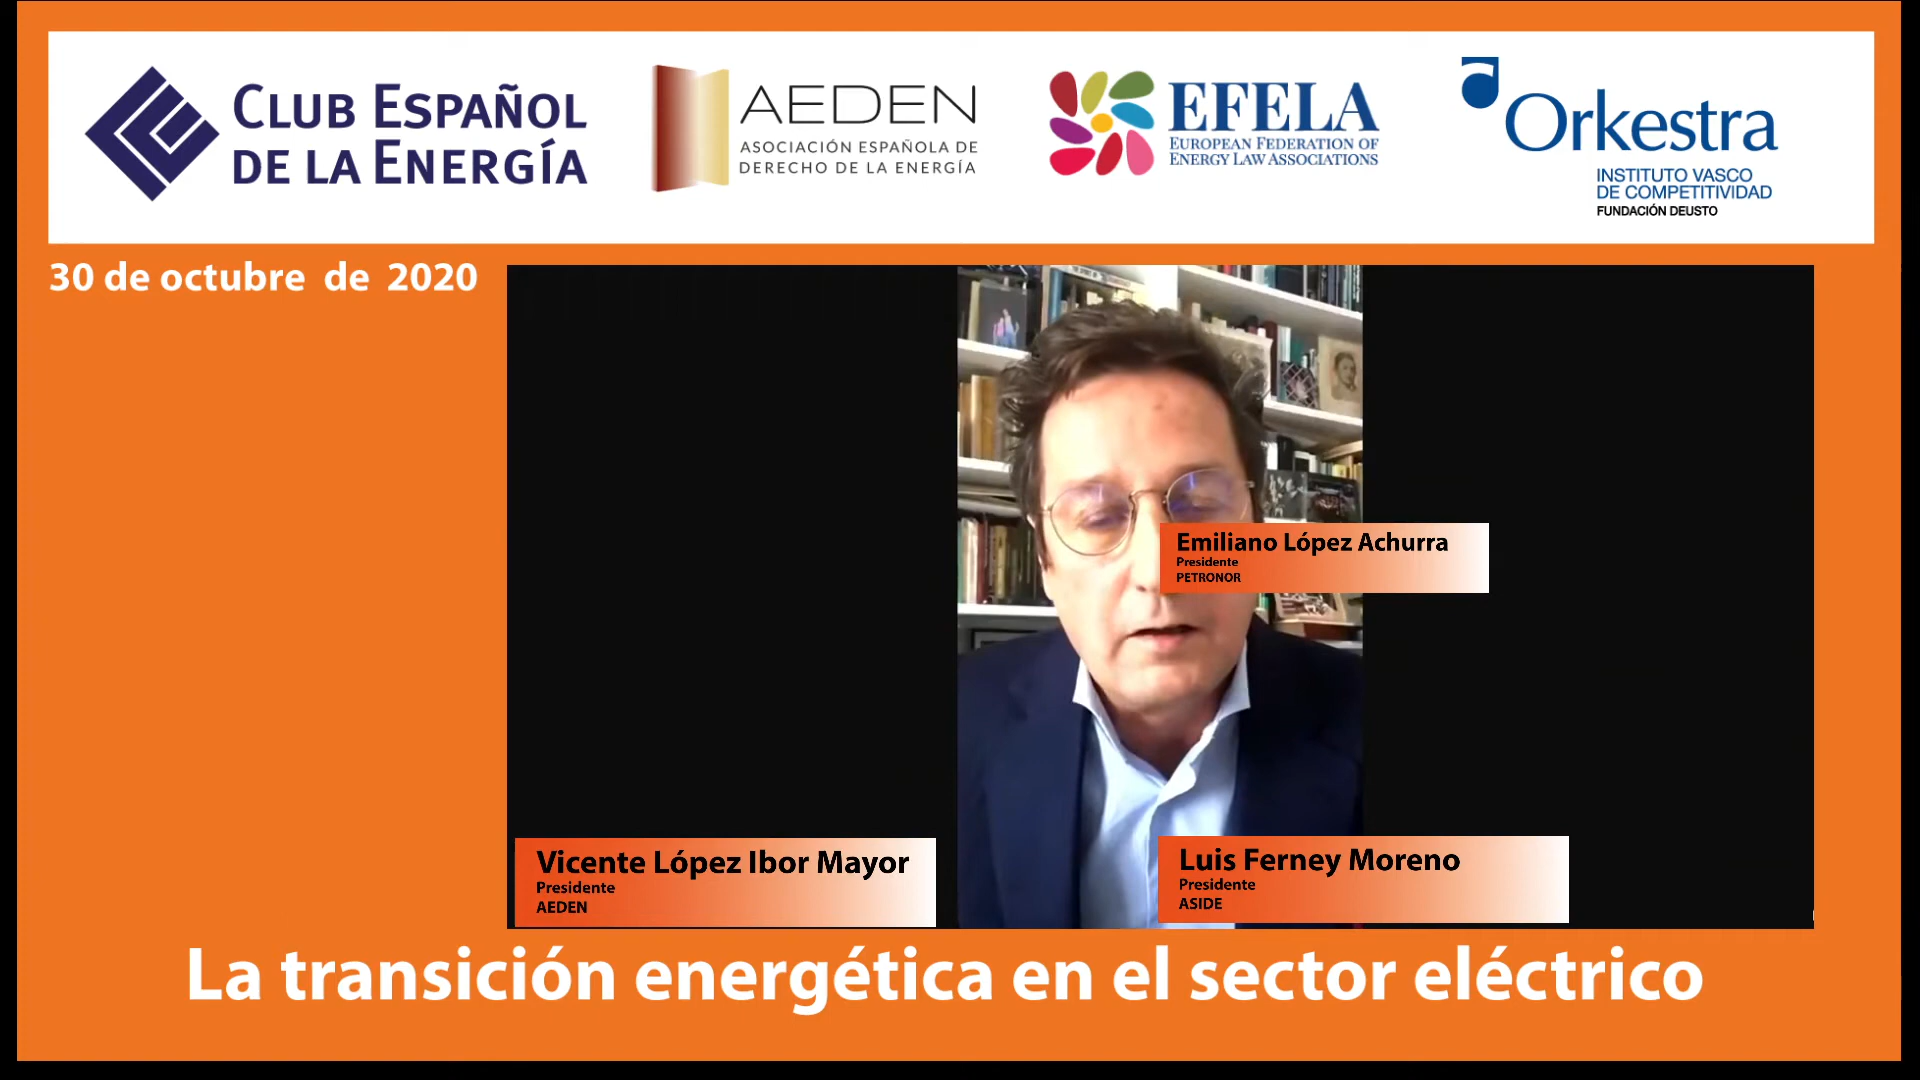 CLUB ESPAÑOL
DE LA ENERGÍA
AEDEN
ASOCIACIÓN ESPAÑOLA DE
DERECHO DE LA ENERGÍA
EFELA
EUROPEAN FEDERATION OF
ENERGY LAW ASSOCIATIONS
Orkestra
INSTITUTO VASCO
DE COMPETITIVIDAD
FUNDACIÓN DEUSTO
30 de octubre de 2020
Emiliano López Achurra
Presidente
PETRONOR
Vicente López Ibor Mayor
Presidente
AEDEN
Luis Ferney Moreno
Presidente
ASIDE
La transición energética en el sector eléctrico